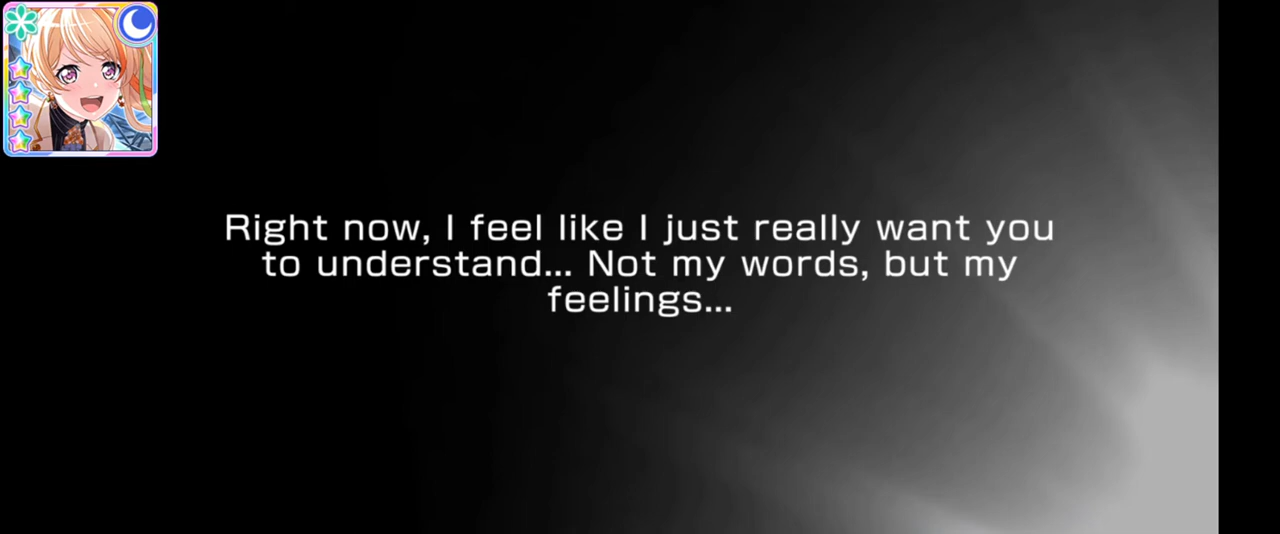 Right now, I feel like I just really want you
to understand... Not my words, but my
feelings...